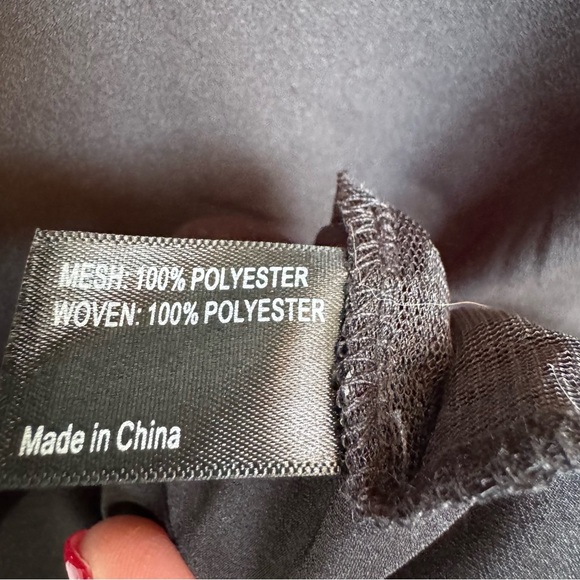 MESH: 100% POLYESTER
WOVEN: 100% POLYESTER
Made in China